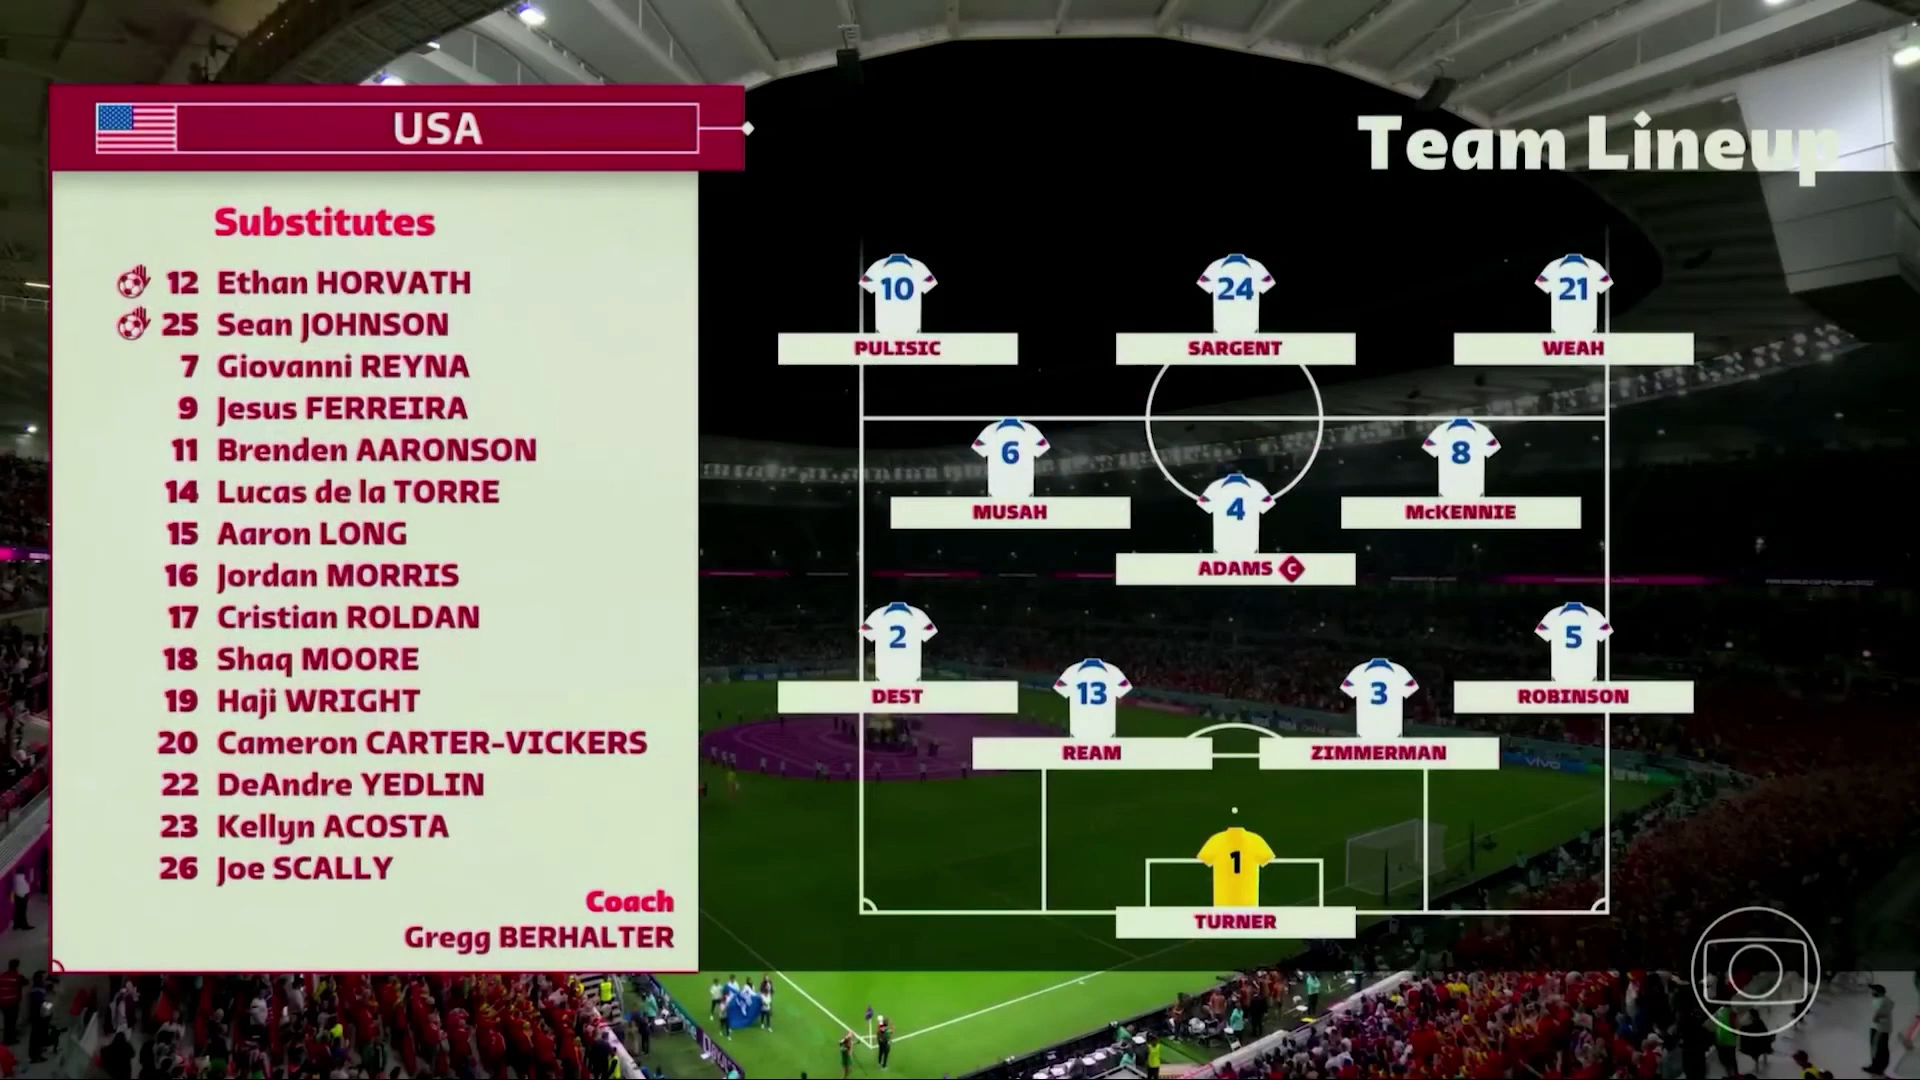 USA
Team Lineup
Substitutes
12 Ethan HORVATH
25 Sean JOHNSON
7 Giovanni REYNA
9 Jesus FERREIRA
11 Brenden AARONSON
14 Lucas de la TORRE
15 Aaron LONG
16 Jordan MORRIS
17 Cristian ROLDAN
18 Shaq MOORE
19 Haji WRIGHT
20 Cameron CARTER-VICKERS
22 DeAndre YEDLIN
23 Kellyn ACOSTA
26 Joe SCALLY
Coach
Gregg BERHALTER
10 24 21
PULISIC SARGENT WEAH
6 8
MUSAH McKENNIE
4
ADAMS C
2 5
DEST ROBINSON
13 3
REAM ZIMMERMAN
vivo
1
TURNER